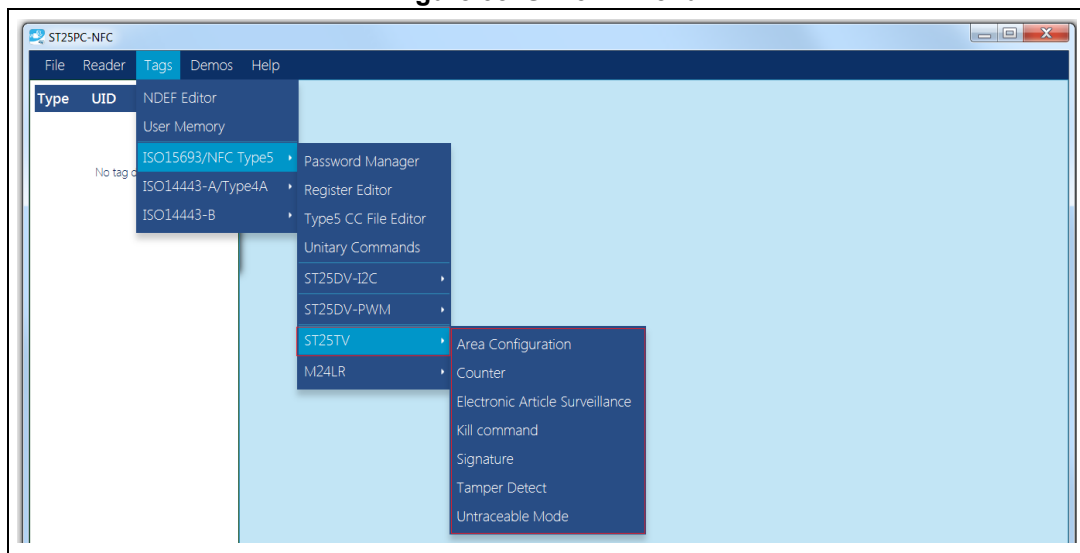 ST25PC-NFC
File Reader Tags Demos Help
Type UID
No tag
NDEF Editor
User Memory
ISO15693/NFC Type5
ISO14443-A/Type4A
ISO14443-B
Password Manager
Register Editor
Type5 CC File Editor
Unitary Commands
ST25DV-I2C
ST25DV-PWM
ST25TV
M24LR
Area Configuration
Counter
Electronic Article Surveillance
Kill command
Signature
Tamper Detect
Untraceable Mode